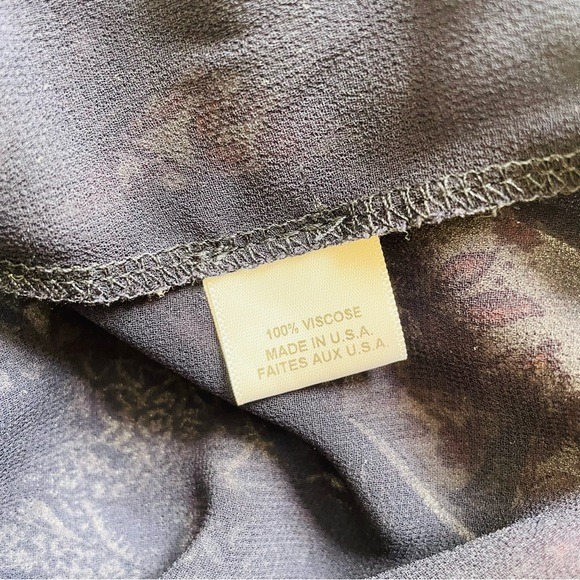 100% VISCOSE
MADE IN U.S.A.
FAITES AUX U.S.A.